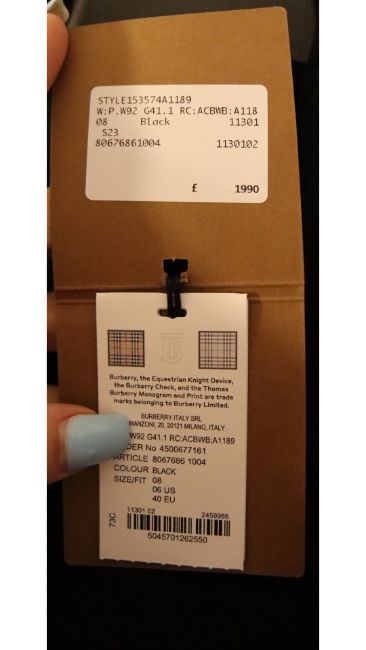 STYLE153574A1189
W:P.W92 G41.1 RC:ACBWB:A118
08 Black 11301
S23
80676861004 1130102
£ 1990
Burberry, the Equestrian Knight Device,
the Burberry Check, and the Thomas
Burberry Monogram and Print are trade
marks belonging to Burberry Limited.
BURBERRY ITALY SRL
MANZONI, 20, 20121 MILANO, ITALY
W92 G41.1 RC:ACBWB:A1189
No 4500677161
ARTICLE 8067686 1004
COLOUR BLACK
SIZE/FIT 08
06 US
40 EU
11301 02 2459986
73C
5045701262550